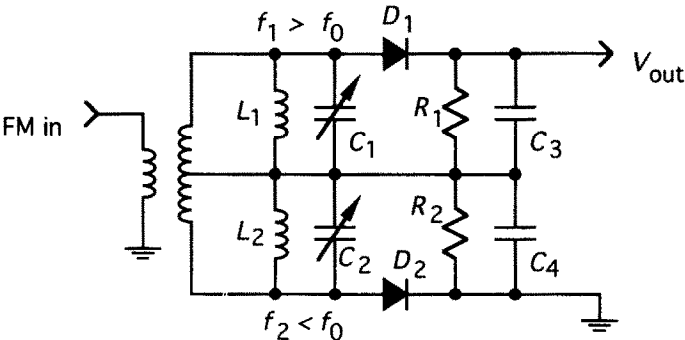 f1 > f0
D1
Vout
FM in
L1
C1
R1
C3
L2
C2
R2
D2
C4
f2 < f0